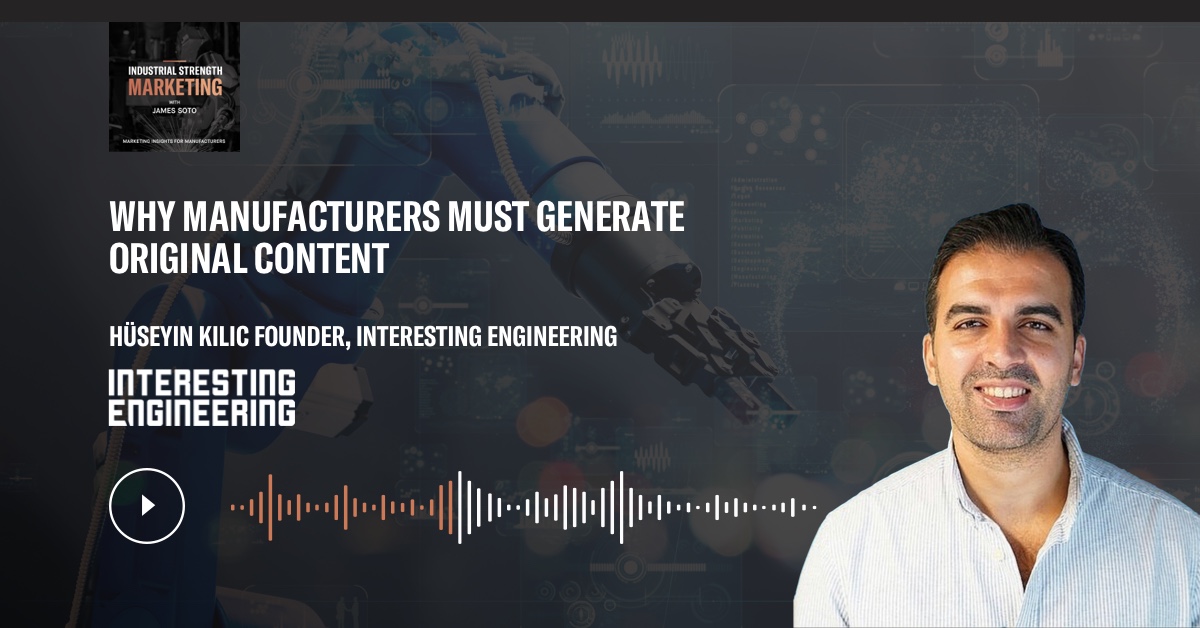 INDUSTRIAL STRENGTH
MARKETING
WITH
JAMES SOTO
MARKETING INSIGHTS FOR MANUFACTURERS
WHY MANUFACTURERS MUST GENERATE
ORIGINAL CONTENT
HÜSEYIN KILIC FOUNDER, INTERESTING ENGINEERING
INTERESTING
ENGINEERING